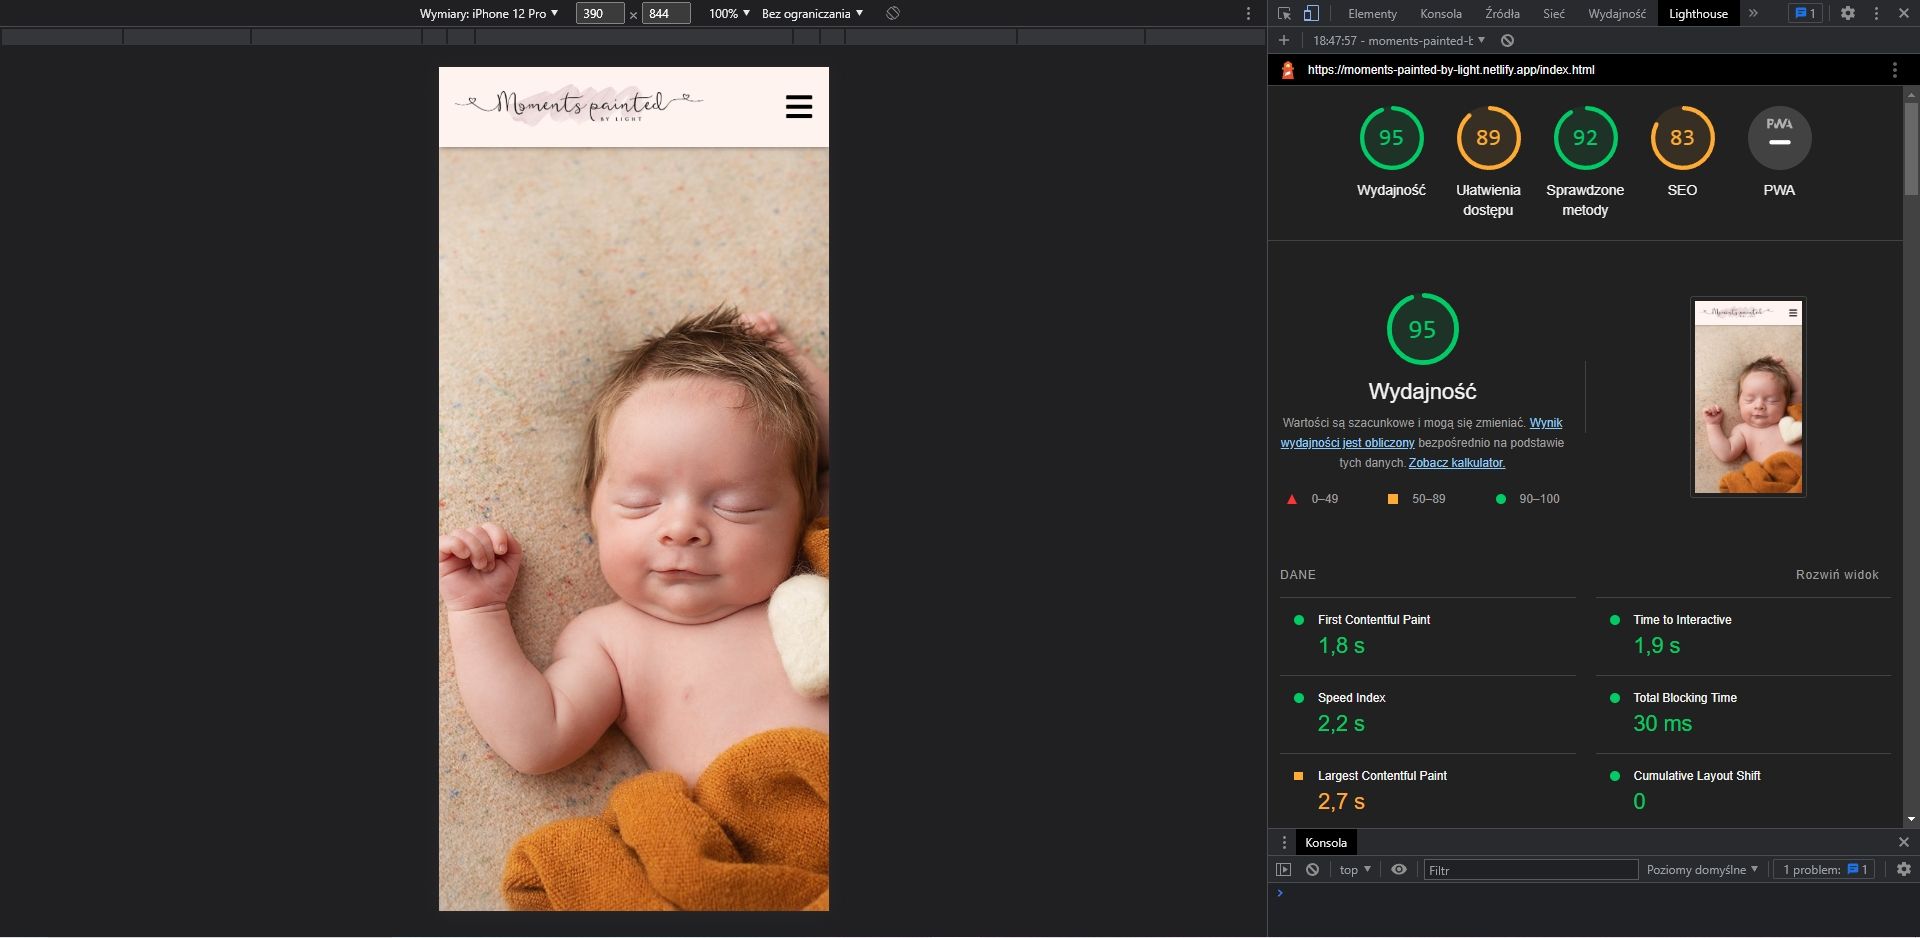 Wymiary: iPhone 12 Pro 390 × 844 100% Bez ograniczania
Elementy Konsola Źródła Sieć Wydajność Lighthouse 1
18:47:57 - moments-painted-b
https://moments-painted-by-light.netlify.app/index.html
Moments painted
BY LIGHT
95 89 92 83 PWA
Wydajność Ułatwienia dostępu Sprawdzone metody SEO PWA
95
Wydajność
Wartości są szacunkowe i mogą się zmieniać. Wynik
wydajności jest obliczony bezpośrednio na podstawie
tych danych. Zobacz kalkulator.
0–49 50–89 90–100
Moments painted
DANE Rozwiń widok
First Contentful Paint
1,8 s
Time to Interactive
1,9 s
Speed Index
2,2 s
Total Blocking Time
30 ms
Largest Contentful Paint
2,7 s
Cumulative Layout Shift
0
Konsola
top Filtr Poziomy domyślne 1 problem: 1